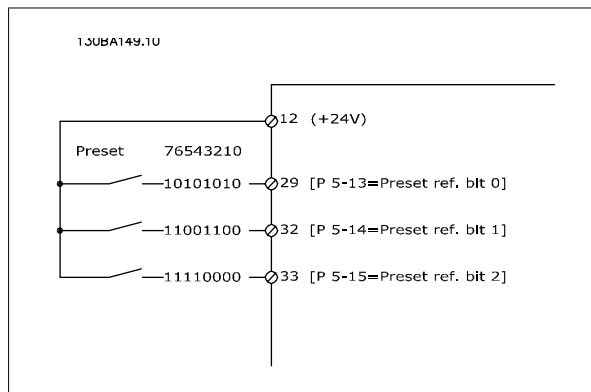 130BA149.10
12 (+24V)
Preset 76543210
10101010 29 [P 5-13=Preset ref. bit 0]
11001100 32 [P 5-14=Preset ref. bit 1]
11110000 33 [P 5-15=Preset ref. bit 2]